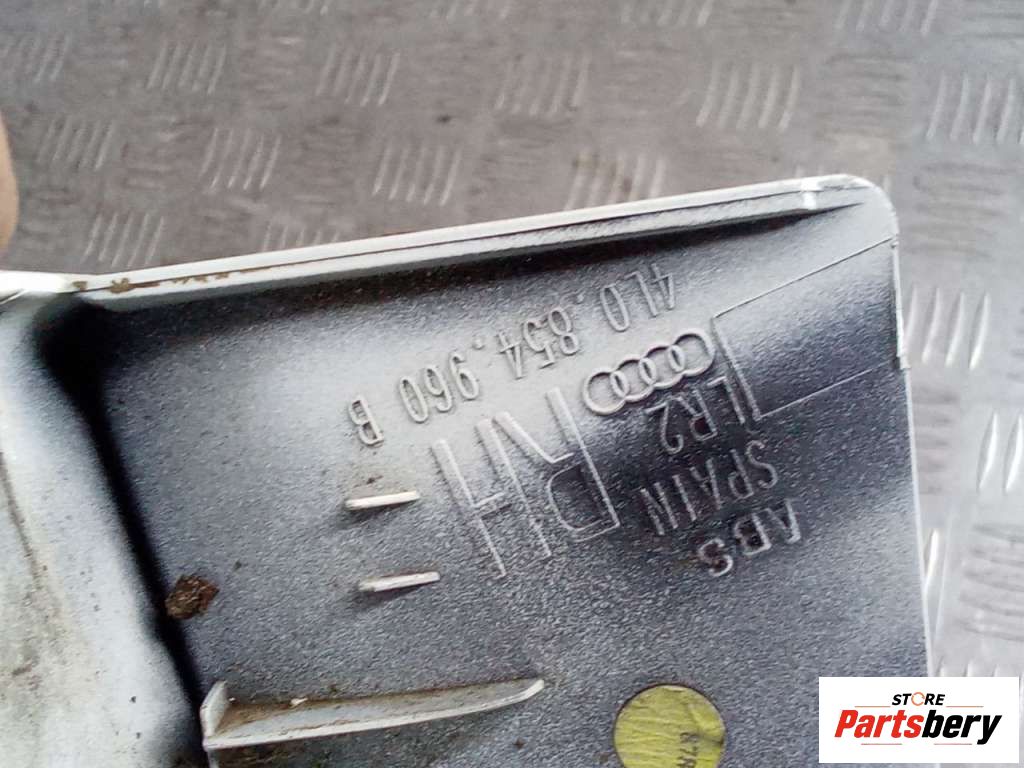 4L0.854.960 B
RH
LR2
SPAIN
ABS
STORE
Partsbery